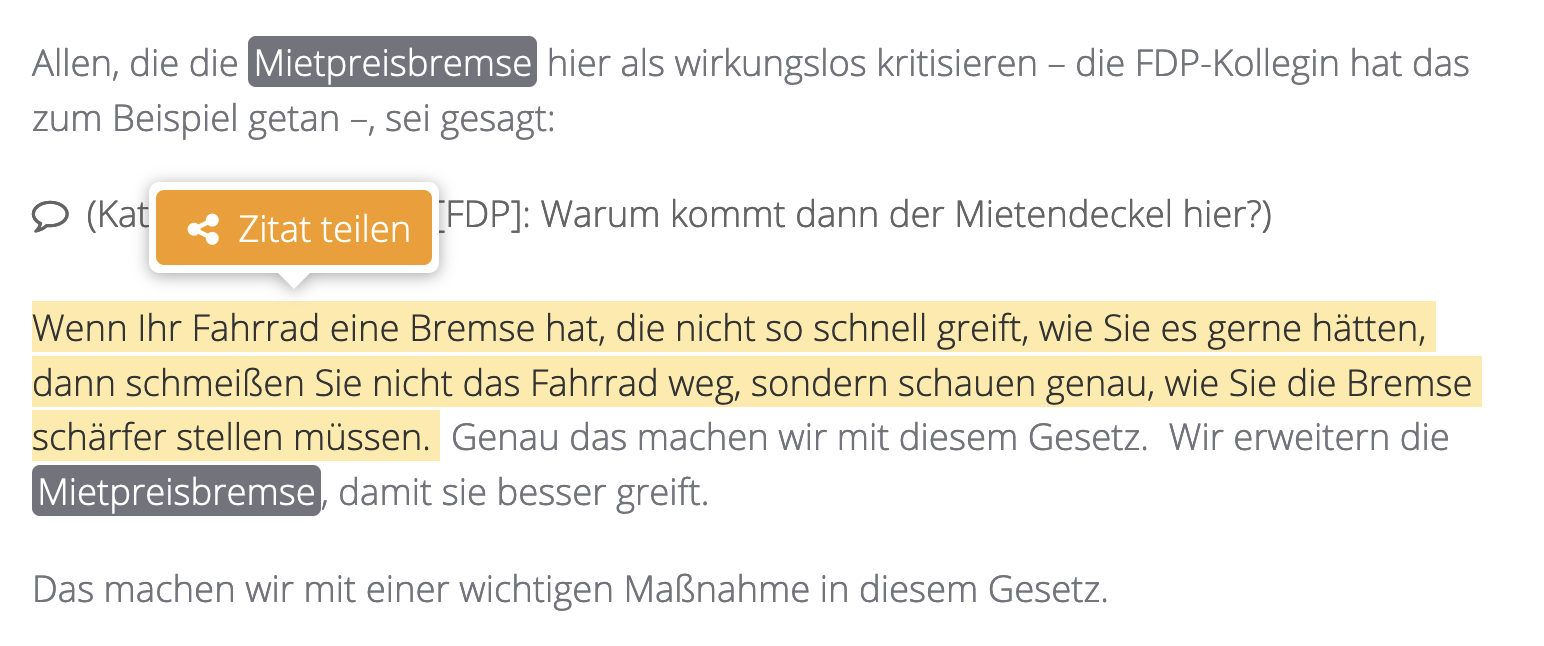 Allen, die die Mietpreisbremse hier als wirkungslos kritisieren – die FDP-Kollegin hat das
zum Beispiel getan –, sei gesagt:
Zitat teilen
(Kat [FDP]: Warum kommt dann der Mietendeckel hier?)
Wenn Ihr Fahrrad eine Bremse hat, die nicht so schnell greift, wie Sie es gerne hätten,
dann schmeißen Sie nicht das Fahrrad weg, sondern schauen genau, wie Sie die Bremse
schärfer stellen müssen. Genau das machen wir mit diesem Gesetz. Wir erweitern die
Mietpreisbremse, damit sie besser greift.
Das machen wir mit einer wichtigen Maßnahme in diesem Gesetz.